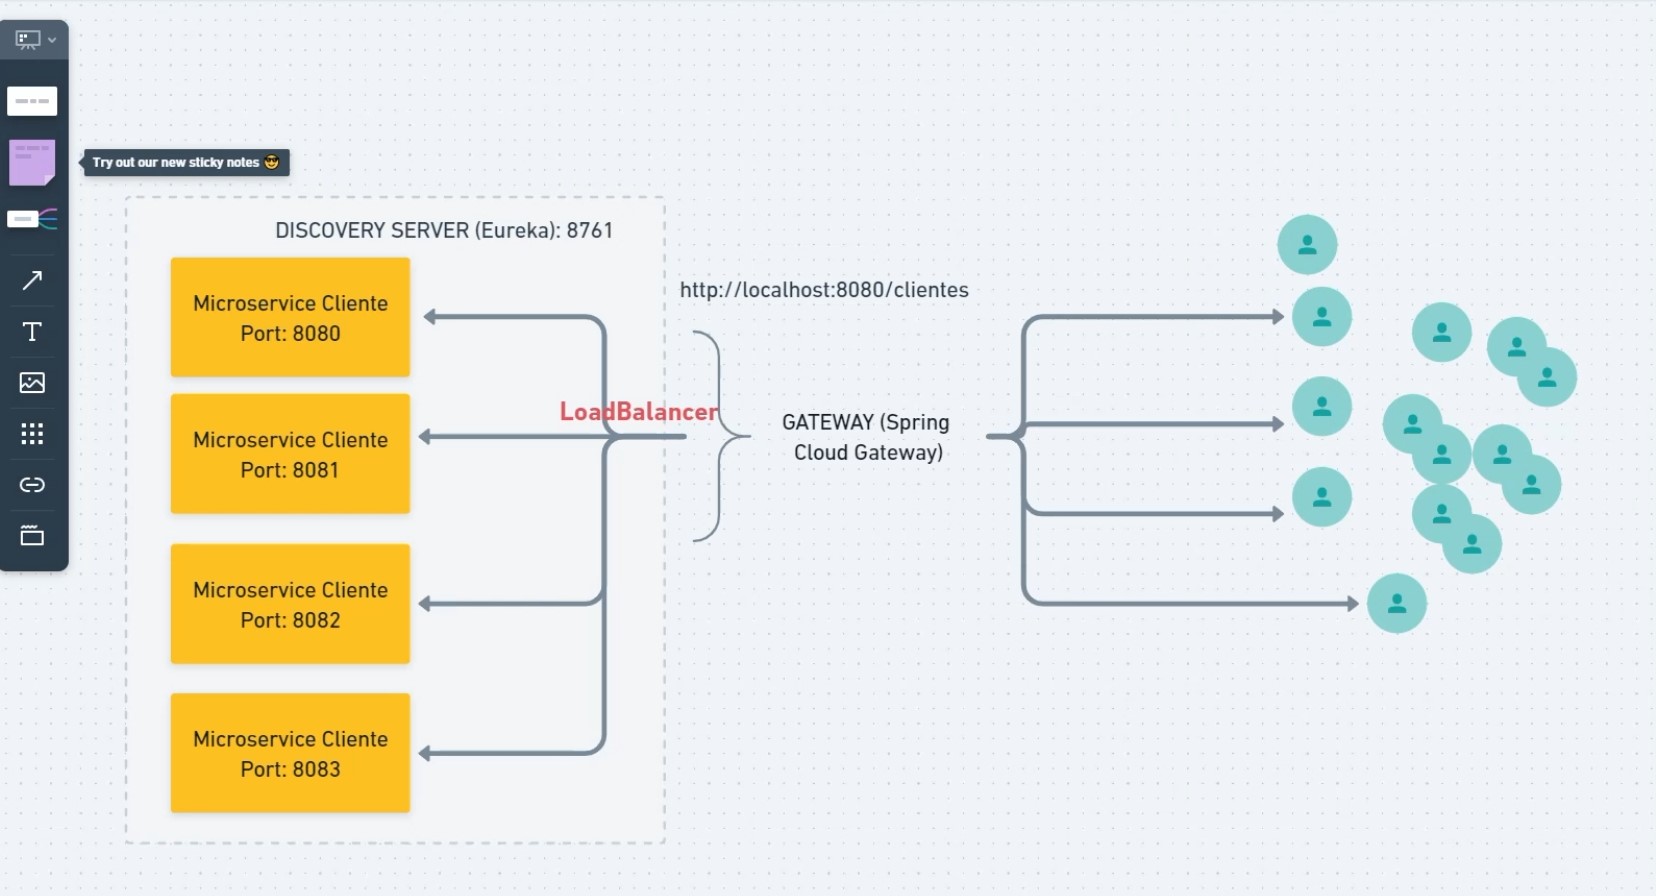 Try out our new sticky notes 😎
DISCOVERY SERVER (Eureka): 8761
Microservice Cliente
Port: 8080
http://localhost:8080/clientes
LoadBalancer
Microservice Cliente
Port: 8081
GATEWAY (Spring
Cloud Gateway)
Microservice Cliente
Port: 8082
Microservice Cliente
Port: 8083